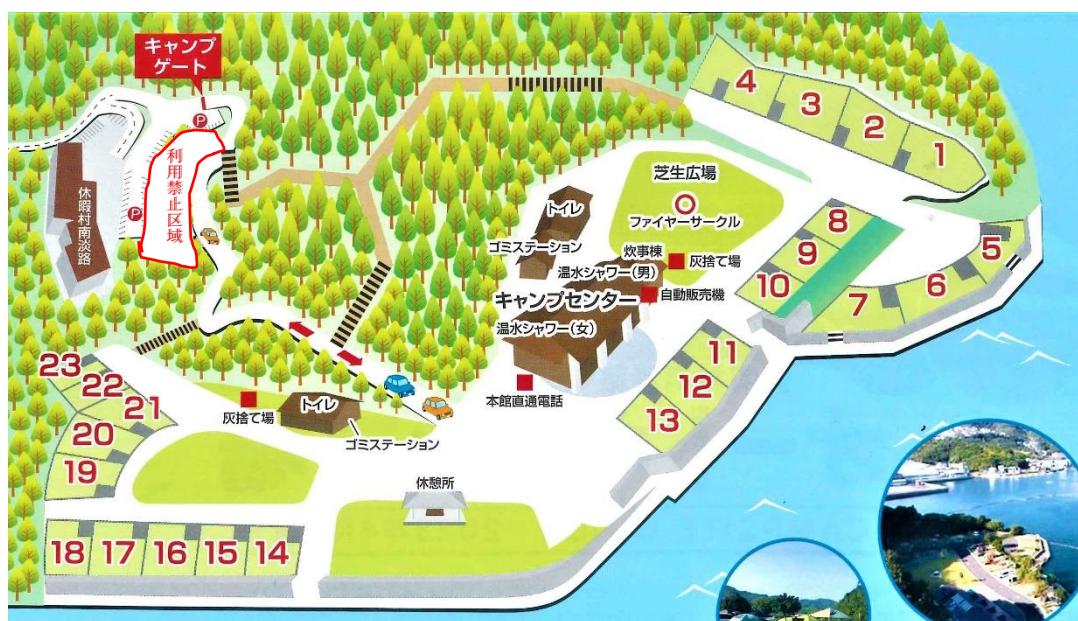 キャンプ
ゲート
P
利用禁止区域
P
休暇村南淡路
4
3
2
1
芝生広場
ファイヤーサークル
トイレ
ゴミステーション
炊事棟
灰捨て場
温水シャワー(男)
自動販売機
キャンプセンター
温水シャワー(女)
本館直通電話
8
9
10
5
6
7
11
12
13
23
22
21
20
19
灰捨て場
トイレ
ゴミステーション
休憩所
18
17
16
15
14